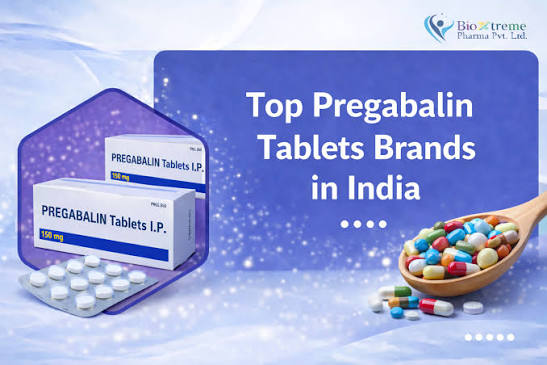 Bio Xtreme
Pharma Pvt. Ltd.
Top Pregabalin
Tablets Brands
in India
PREGABALIN Tablets I.P.
150 mg
PREGABALIN Tablets I.P.
150 mg